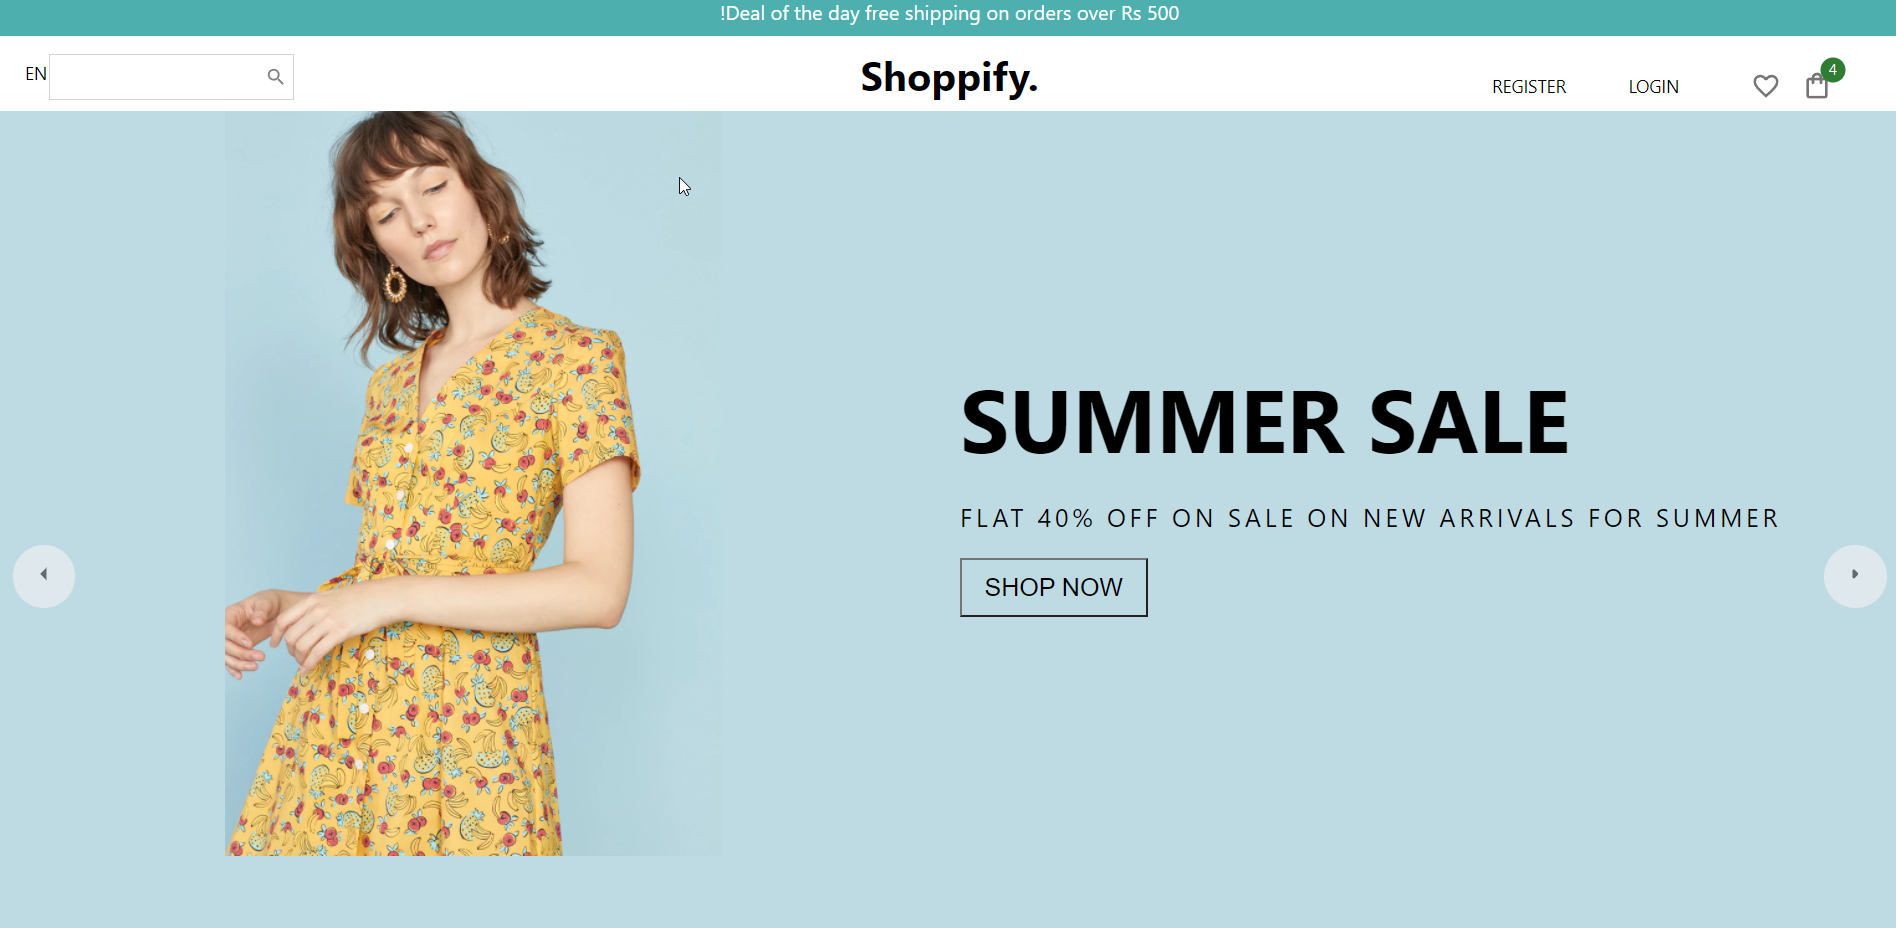 !Deal of the day free shipping on orders over Rs 500
EN
Shoppify.
REGISTER
LOGIN
4
SUMMER SALE
FLAT 40% OFF ON SALE ON NEW ARRIVALS FOR SUMMER
SHOP NOW